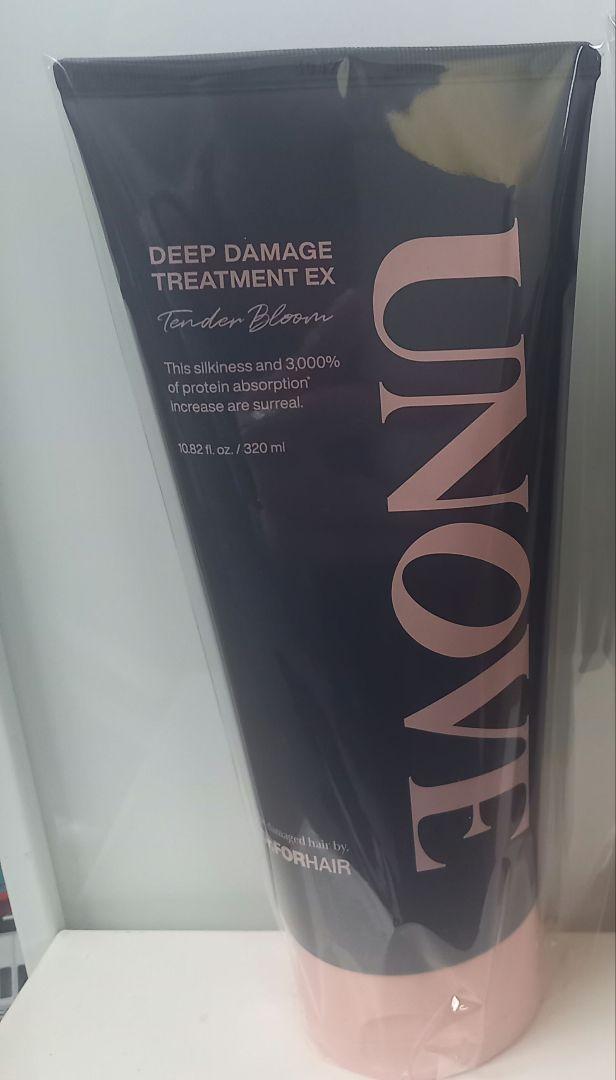 DEEP DAMAGE
TREATMENT EX
Tender Bloom
This silkiness and 3,000%
of protein absorption*
increase are surreal.
10.82 fl. oz. / 320 ml
UNOVE
damaged hair by.
FORHAIR